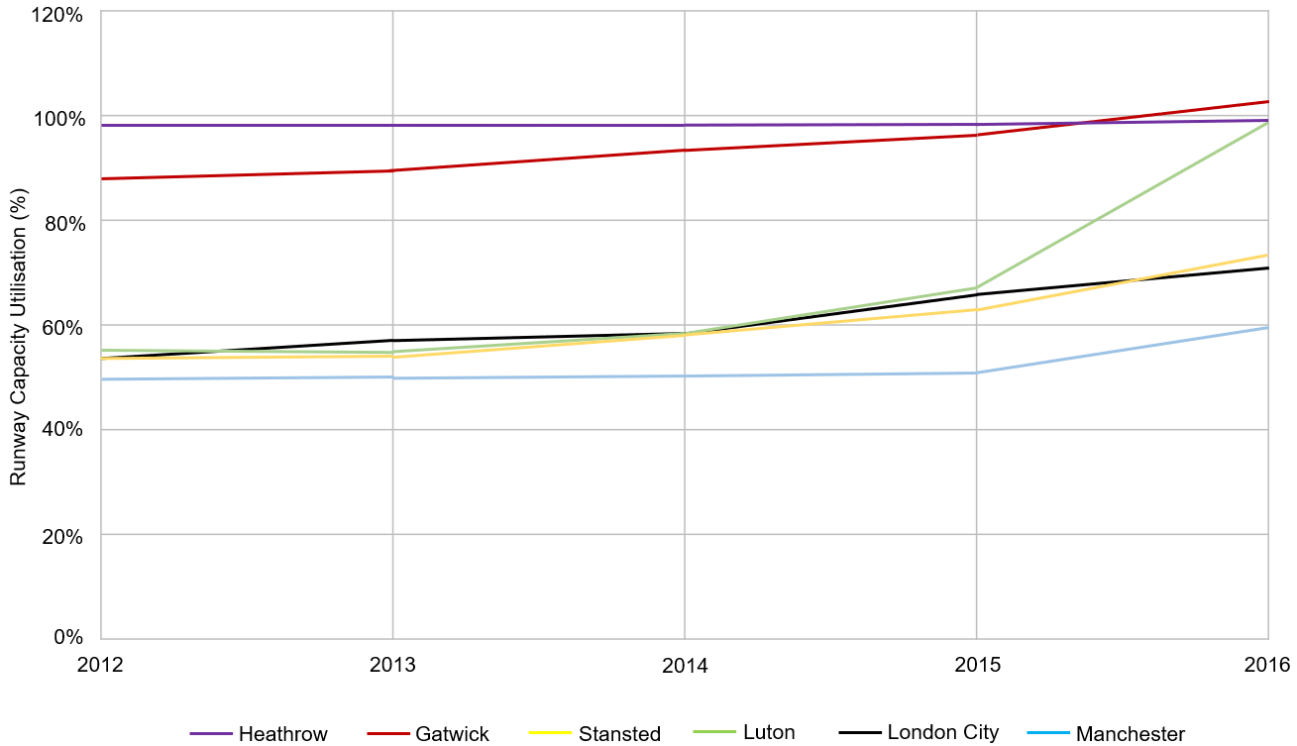 120%
100%
80%
60%
40%
20%
0%
Runway Capacity Utilisation (%)
2012 2013 2014 2015 2016
Heathrow Gatwick Stansted Luton London City Manchester